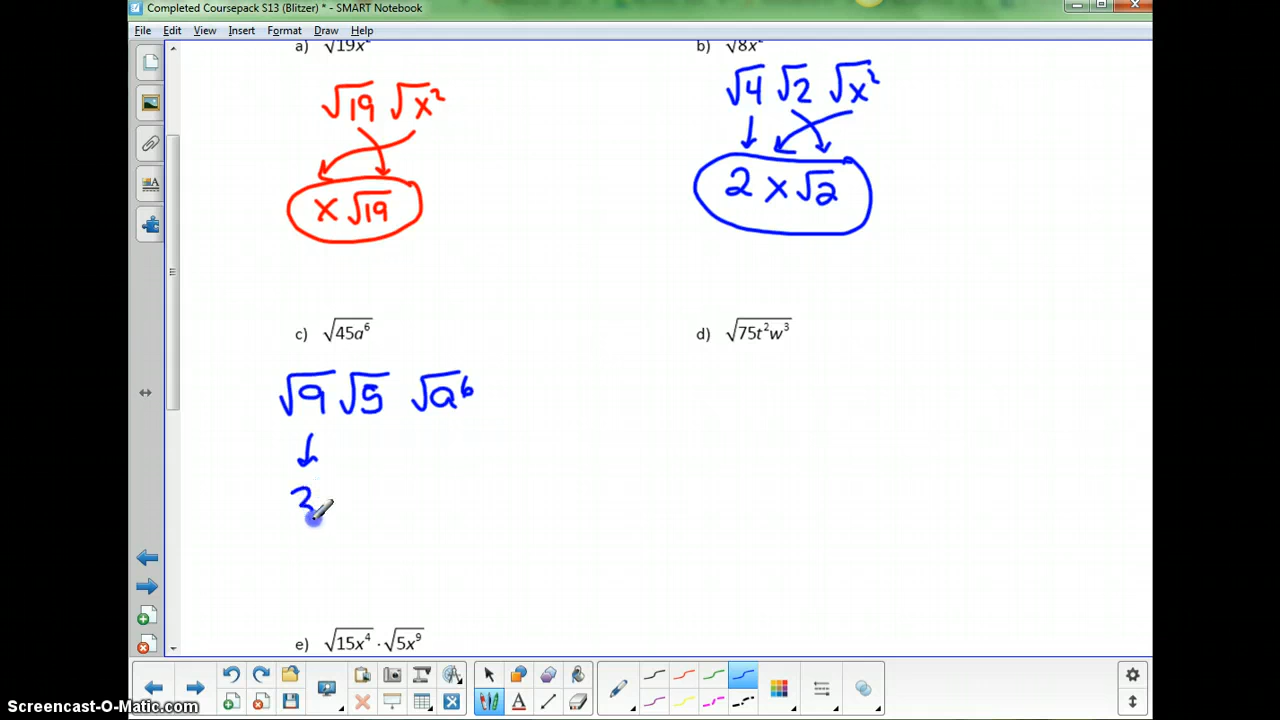 Completed Coursepack S13 (Blitzer) * - SMART Notebook
File Edit View Insert Format Draw Help
a) √19x² b) √8x²
√19 √x² √4 √2 √x²
x √19 2 x √2
c) √45a⁶ d) √75t²w³
√9 √5 √a⁶
3
e) √15x⁴ · √5x⁹
Screencast-O-Matic.com